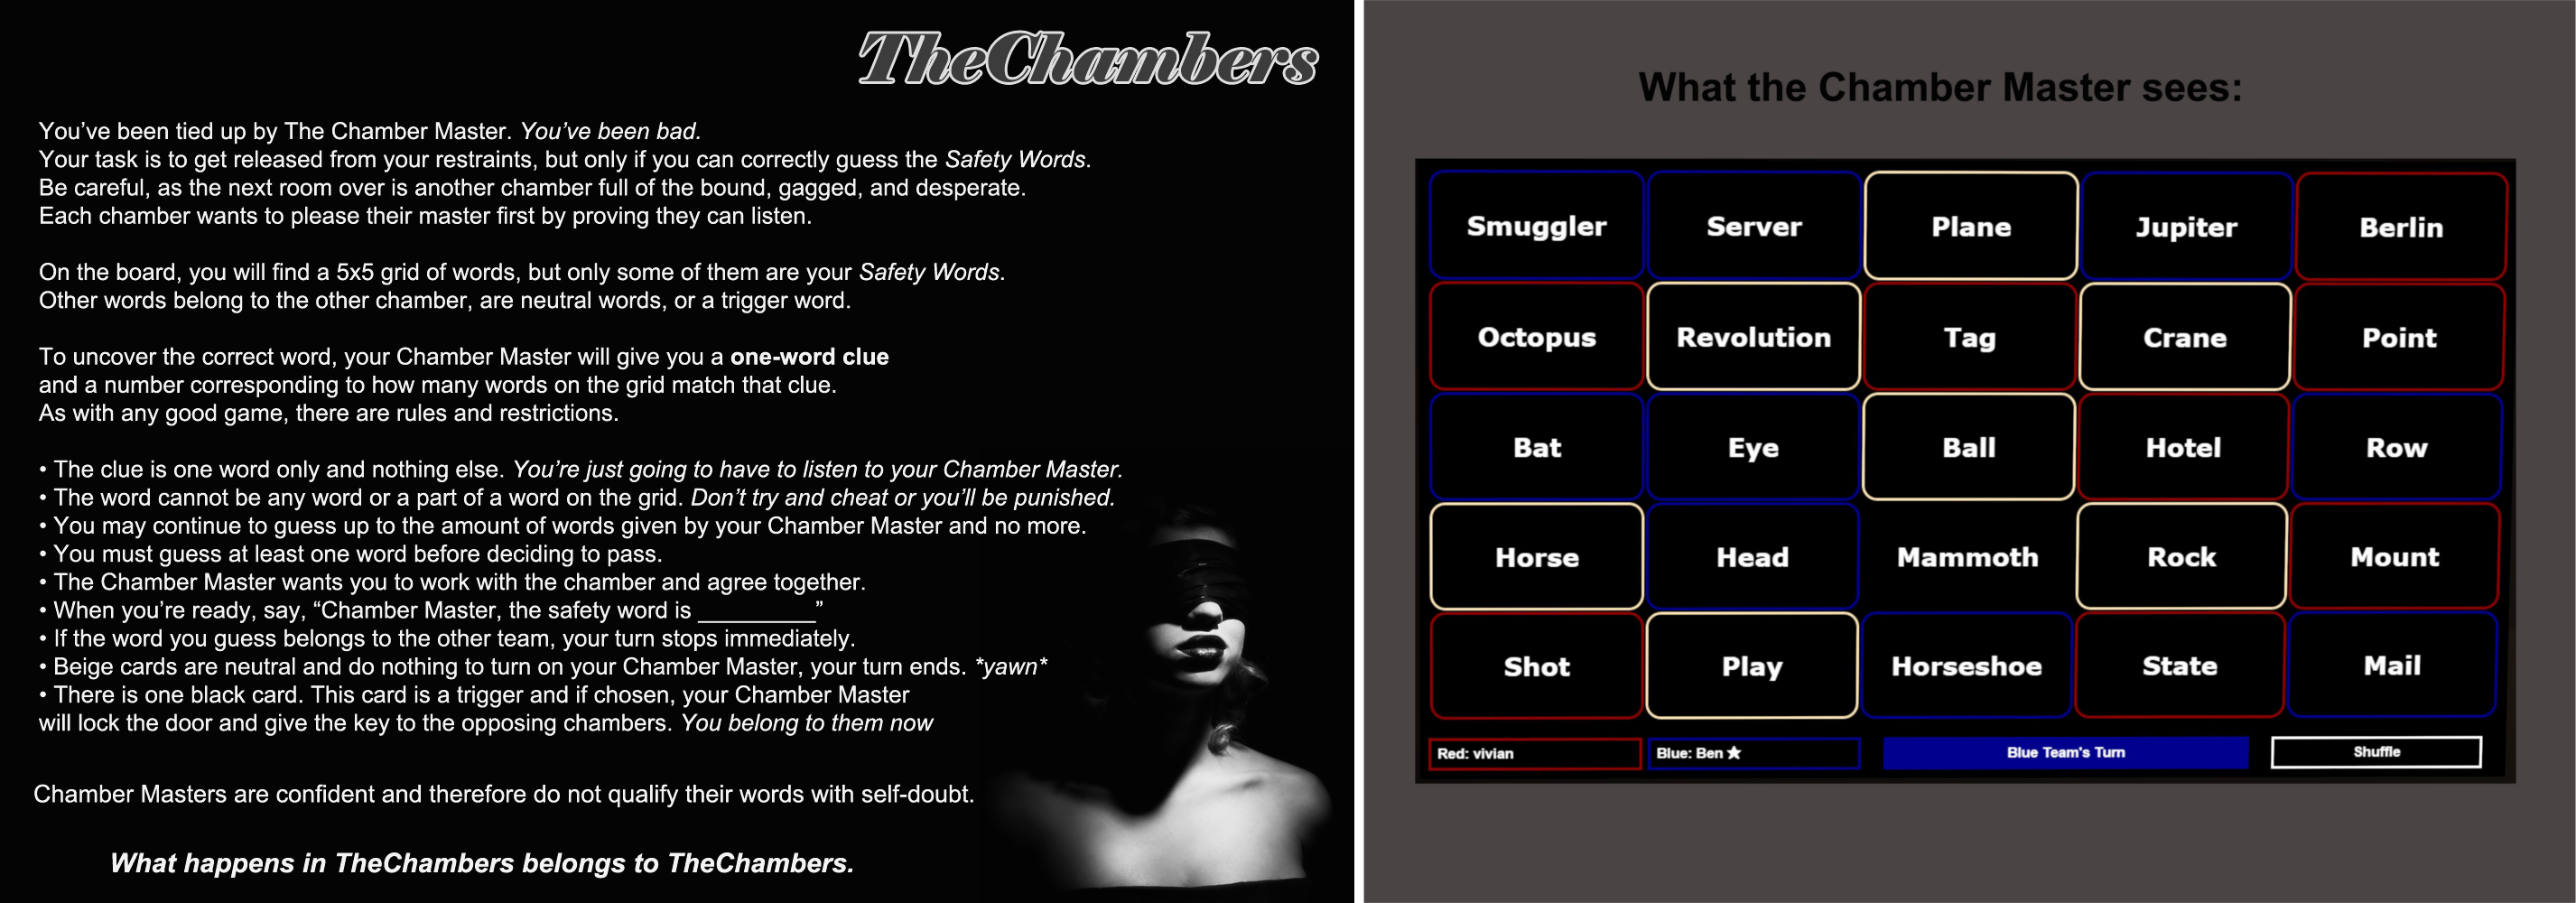 TheChambers
You’ve been tied up by The Chamber Master. You’ve been bad.
Your task is to get released from your restraints, but only if you can correctly guess the Safety Words.
Be careful, as the next room over is another chamber full of the bound, gagged, and desperate.
Each chamber wants to please their master first by proving they can listen.
On the board, you will find a 5x5 grid of words, but only some of them are your Safety Words.
Other words belong to the other chamber, are neutral words, or a trigger word.
To uncover the correct word, your Chamber Master will give you a one-word clue
and a number corresponding to how many words on the grid match that clue.
As with any good game, there are rules and restrictions.
• The clue is one word only and nothing else. You’re just going to have to listen to your Chamber Master.
• The word cannot be any word or a part of a word on the grid. Don’t try and cheat or you’ll be punished.
• You may continue to guess up to the amount of words given by your Chamber Master and no more.
• You must guess at least one word before deciding to pass.
• The Chamber Master wants you to work with the chamber and agree together.
• When you’re ready, say, “Chamber Master, the safety word is _________”
• If the word you guess belongs to the other team, your turn stops immediately.
• Beige cards are neutral and do nothing to turn on your Chamber Master, your turn ends. *yawn*
• There is one black card. This card is a trigger and if chosen, your Chamber Master
will lock the door and give the key to the opposing chambers. You belong to them now
Chamber Masters are confident and therefore do not qualify their words with self-doubt.
What happens in TheChambers belongs to TheChambers.
What the Chamber Master sees:
Smuggler Server Plane Jupiter Berlin
Octopus Revolution Tag Crane Point
Bat Eye Ball Hotel Row
Horse Head Mammoth Rock Mount
Shot Play Horseshoe State Mail
Red: vivian Blue: Ben ★ Blue Team's Turn Shuffle